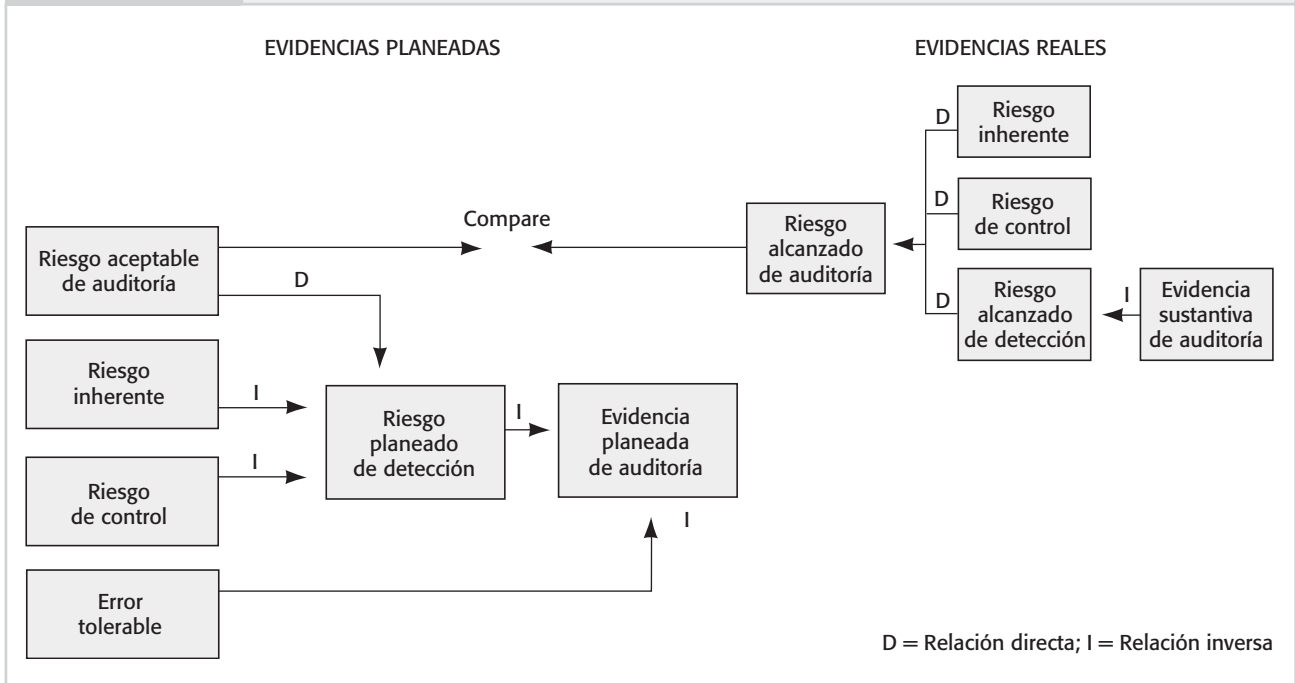 EVIDENCIAS PLANEADAS
EVIDENCIAS REALES
Riesgo aceptable
de auditoría
D
Compare
Riesgo
inherente
I
Riesgo
de control
I
Error
tolerable
Riesgo
planeado
de detección
I
Evidencia
planeada
de auditoría
I
Riesgo
alcanzado
de auditoría
D
Riesgo
inherente
D
Riesgo
de control
D
Riesgo
alcanzado
de detección
I
Evidencia
sustantiva
de auditoría
D = Relación directa; I = Relación inversa